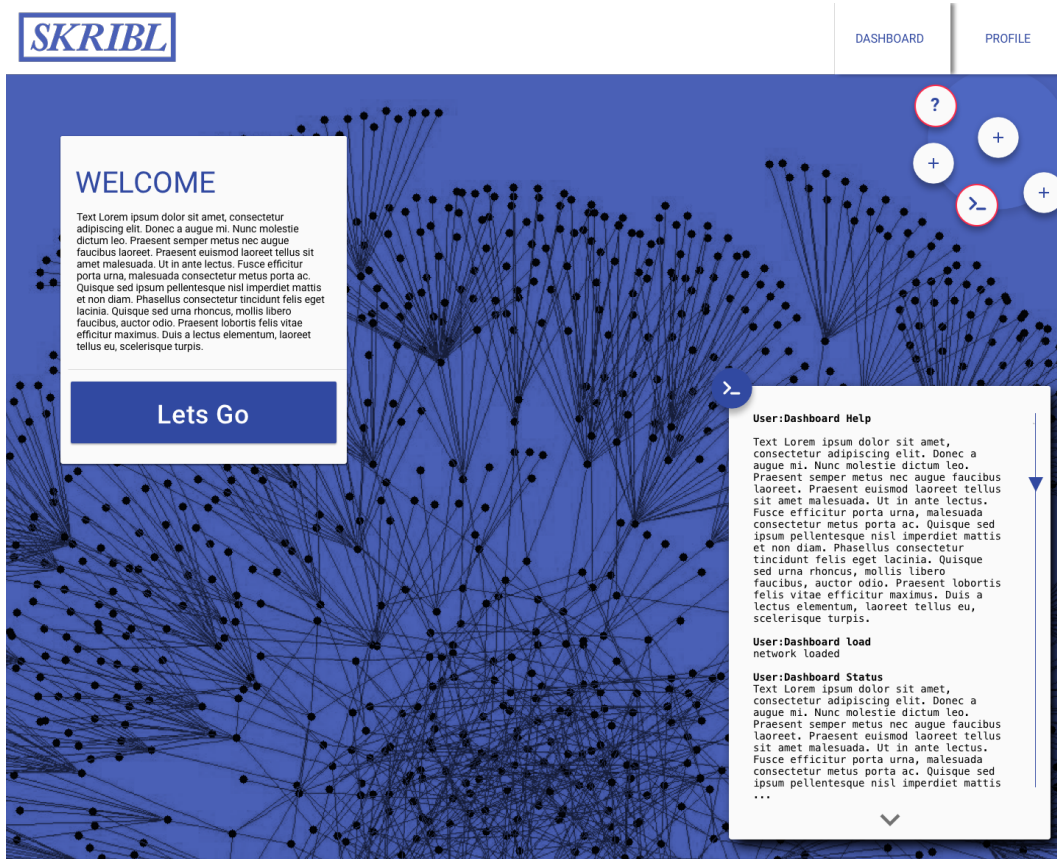 SKRIBL
DASHBOARD
PROFILE
?
+
+
+
>_
WELCOME
Text Lorem ipsum dolor sit amet, consectetur
adipiscing elit. Donec a augue mi. Nunc molestie
dictum leo. Praesent semper metus nec augue
faucibus laoreet. Praesent euismod laoreet tellus sit
amet malesuada. Ut in ante lectus. Fusce efficitur
porta urna, malesuada consectetur metus porta ac.
Quisque sed ipsum pellentesque nisl imperdiet mattis
et non diam. Phasellus consectetur tincidunt felis eget
lacinia. Quisque sed urna rhoncus, mollis libero
faucibus, auctor odio. Praesent lobortis felis vitae
efficitur maximus. Duis a lectus elementum, laoreet
tellus eu, scelerisque turpis.
Lets Go
>_
User:Dashboard Help
Text Lorem ipsum dolor sit amet,
consectetur adipiscing elit. Donec a
augue mi. Nunc molestie dictum leo.
Praesent semper metus nec augue faucibus
laoreet. Praesent euismod laoreet tellus
sit amet malesuada. Ut in ante lectus.
Fusce efficitur porta urna, malesuada
consectetur metus porta ac. Quisque sed
ipsum pellentesque nisl imperdiet mattis
et non diam. Phasellus consectetur
tincidunt felis eget lacinia. Quisque
sed urna rhoncus, mollis libero
faucibus, auctor odio. Praesent lobortis
felis vitae efficitur maximus. Duis a
lectus elementum, laoreet tellus eu,
scelerisque turpis.
User:Dashboard load
network loaded
User:Dashboard Status
Text Lorem ipsum dolor sit amet,
consectetur adipiscing elit. Donec a
augue mi. Nunc molestie dictum leo.
Praesent semper metus nec augue faucibus
laoreet. Praesent euismod laoreet tellus
sit amet malesuada. Ut in ante lectus.
Fusce efficitur porta urna, malesuada
consectetur metus porta ac. Quisque sed
ipsum pellentesque nisl imperdiet mattis
...